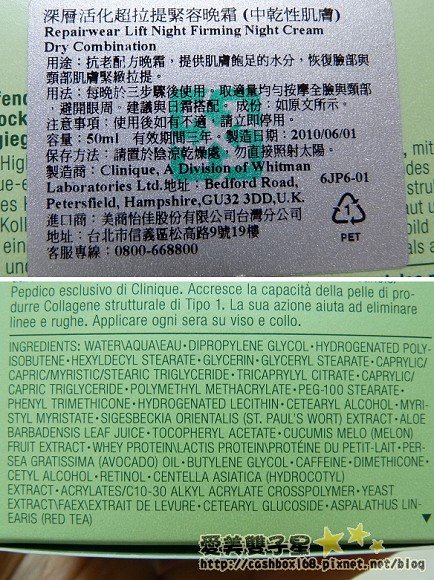 深層活化超拉提緊容晚霜 (中乾性肌膚)
Repairwear Lift Night Firming Night Cream
Dry Combination
用途：抗老配方晚霜，提供肌膚飽足的水分，恢復臉部與
頸部肌膚緊緻拉提。
用法：每晚於三步驟後使用，取適量均勻按摩全臉與頸部
，避開眼周。建議與日霜搭配。 成份：如原文所示。
注意事項：使用後如有不適，請立即停用。
容量：50ml 有效期間三年。製造日期：2010/06/01
保存方法：請置於陰涼乾燥處，勿直接照射太陽。
製造商：Clinique, A Division of Whitman
Laboratories Ltd.地址：Bedford Road,
Petersfield, Hampshire,GU32 3DD,U.K.
6JP6-01
進口商：美商怡佳股份有限公司台灣分公司
地址：台北市信義區松高路9號19樓
客服專線：0800-668800
1
PET
Pepdico esclusivo di Clinique. Accresce la capacità della pelle di pro-
durre Collagene strutturale di Tipo 1. La sua azione aiuta ad eliminare
linee e rughe. Applicare ogni sera su viso e collo.
INGREDIENTS: WATER\AQUA\EAU•DIPROPYLENE GLYCOL•HYDROGENATED POLY-
ISOBUTENE•HEXYLDECYL STEARATE•GLYCERIN•GLYCERYL STEARATE•CAPRYLIC/
CAPRIC/MYRISTIC/STEARIC TRIGLYCERIDE•TRICAPRYLYL CITRATE•CAPRYLIC/
CAPRIC TRIGLYCERIDE•POLYMETHYL METHACRYLATE•PEG-100 STEARATE•
PHENYL TRIMETHICONE•HYDROGENATED LECITHIN•CETEARYL ALCOHOL•MYRI-
STYL MYRISTATE•SIGESBECKIA ORIENTALIS (ST. PAUL'S WORT) EXTRACT•ALOE
BARBADENSIS LEAF JUICE•TOCOPHERYL ACETATE•CUCUMIS MELO (MELON)
FRUIT EXTRACT•WHEY PROTEIN\LACTIS PROTEIN\PROTÉINE DU PETIT-LAIT•PER-
SEA GRATISSIMA (AVOCADO) OIL•BUTYLENE GLYCOL•CAFFEINE•DIMETHICONE•
CETYL ALCOHOL•RETINOL•CENTELLA ASIATICA (HYDROCOTYL)
EXTRACT•ACRYLATES/C10-30 ALKYL ACRYLATE CROSSPOLYMER•YEAST
EXTRACT\FAEX\EXTRAIT DE LEVURE•CETEARYL GLUCOSIDE•ASPALATHUS LIN-
EARIS (RED TEA)
愛美雙子星
http://cashbox168.pixnet.net/blog